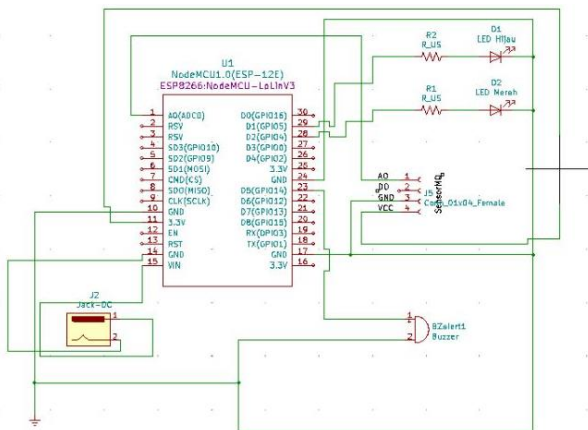 U1
NodeMCU1.0(ESP-12E)
ESP8266:NodeMCU-LoLinV3
1 A0(ADC0)
2 RSV
3 RSV
4 SD3(GPIO10)
5 SD2(GPIO9)
6 SD1(MOSI)
7 CMD(CS)
8 SDO(MISO)
9 CLK(SCLK)
10 GND
11 3.3V
12 EN
13 RST
14 GND
15 VIN
D0(GPIO16) 30
D1(GPIO5) 29
D2(GPIO4) 28
D3(GPIO0) 27
D4(GPIO2) 26
3.3V 25
GND 24
D5(GPIO14) 23
D6(GPIO12) 22
D7(GPIO13) 21
D8(GPIO15) 20
RX(GPIO3) 19
TX(GPIO1) 18
GND 17
3.3V 16
R2
R_US
D1
LED Hijau
R1
R_US
D2
LED Merah
AO 1
DO 2
GND 3
VCC 4
J5
Conn_01x04_Female
SensorMQ
J2
Jack-DC
1
2
1
2
BZalert1
Buzzer